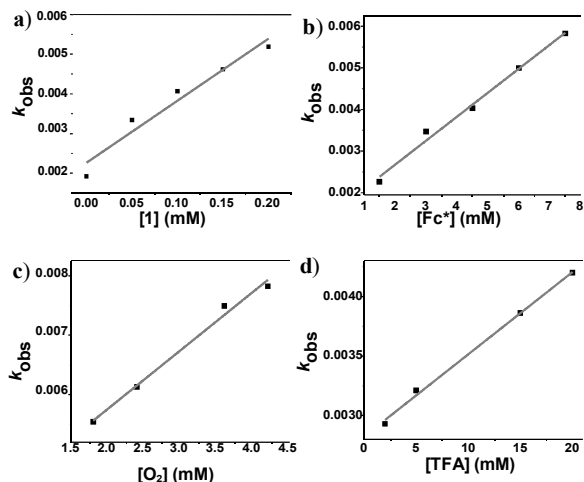 a)
0.006
0.005
0.004
0.003
0.002
kobs
0.00 0.05 0.10 0.15 0.20
[1] (mM)
b)
0.006
0.005
0.004
0.003
0.002
kobs
1 2 3 4 5 6 7 8
[Fc*] (mM)
c)
0.008
0.007
0.006
kobs
1.5 2.0 2.5 3.0 3.5 4.0 4.5
[O₂] (mM)
d)
0.0040
0.0035
0.0030
kobs
0 5 10 15 20
[TFA] (mM)